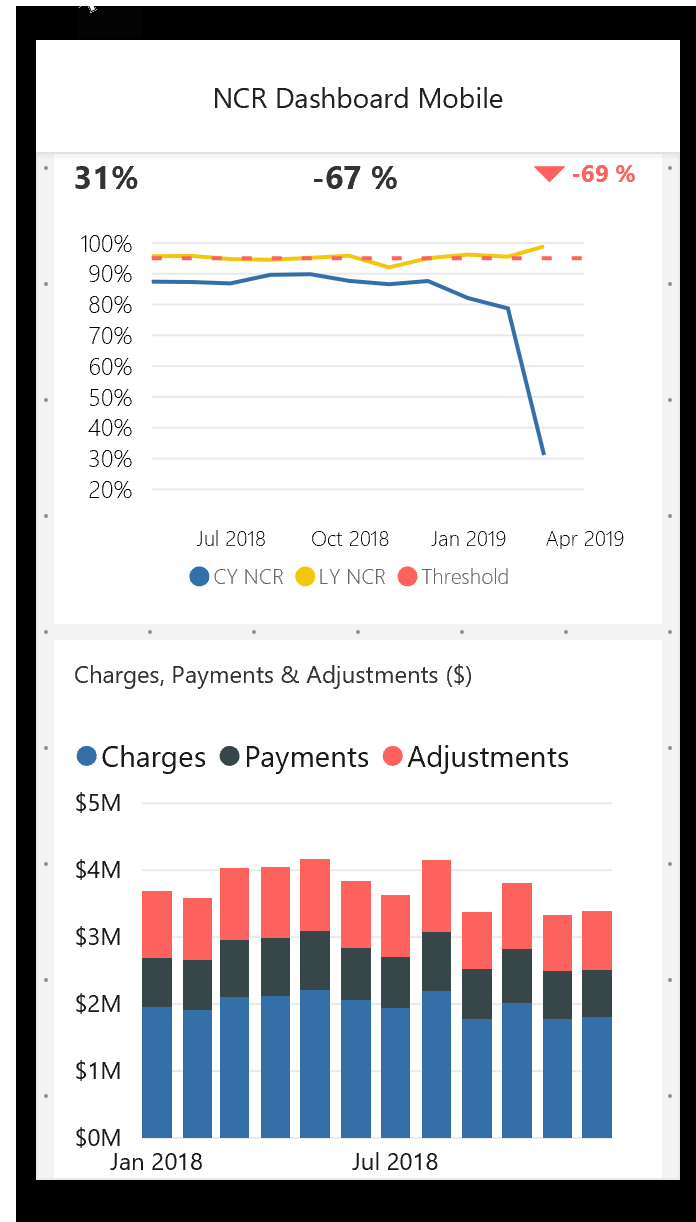 NCR Dashboard Mobile
31% -67 % -69 %
100%
90%
80%
70%
60%
50%
40%
30%
20%
Jul 2018 Oct 2018 Jan 2019 Apr 2019
CY NCR LY NCR Threshold
Charges, Payments & Adjustments ($)
Charges Payments Adjustments
$5M
$4M
$3M
$2M
$1M
$0M
Jan 2018 Jul 2018